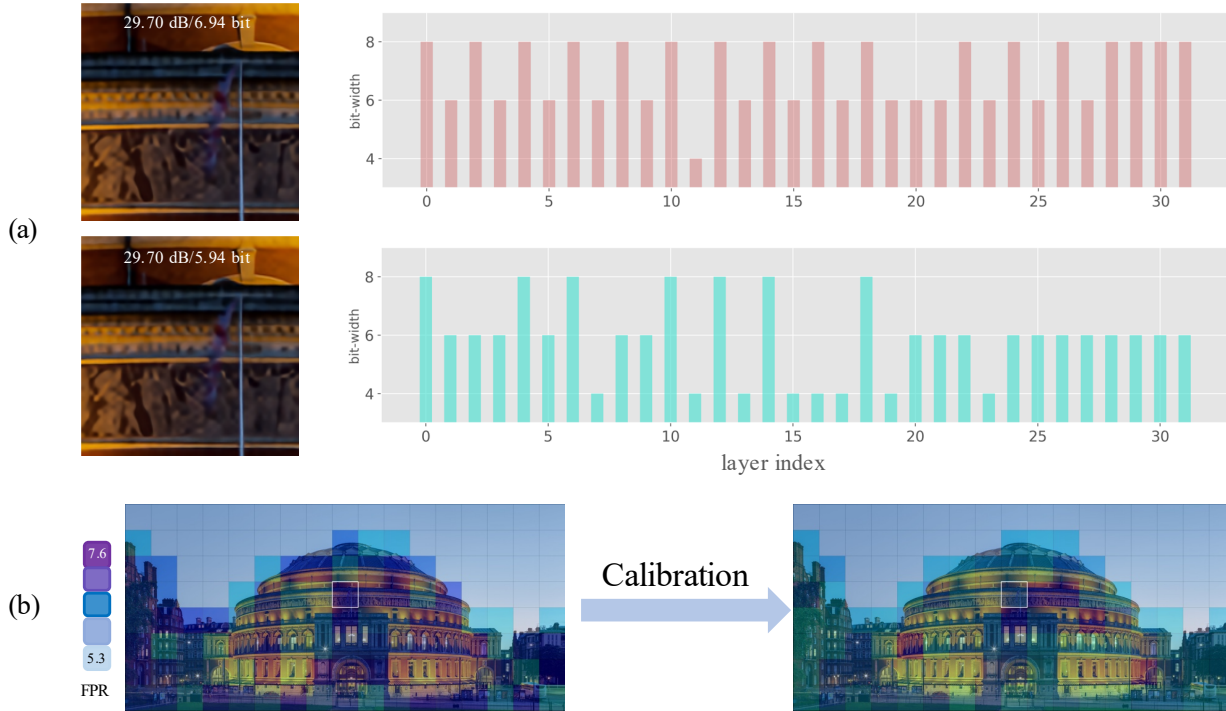 29.70 dB/6.94 bit
8
6
4
bit-width
0 5 10 15 20 25 30
(a)
29.70 dB/5.94 bit
8
6
4
bit-width
0 5 10 15 20 25 30
layer index
(b)
7.6
5.3
FPR
Calibration